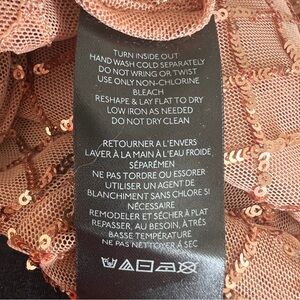 TURN INSIDE OUT
HAND WASH COLD SEPARATELY
DO NOT WRING OR TWIST
USE ONLY NON-CHLORINE
BLEACH
RESHAPE & LAY FLAT TO DRY
LOW IRON AS NEEDED
DO NOT DRY CLEAN
RETOURNER A L'ENVERS
LAVER À LA MAIN À L'EAU FROIDE
SÉPARÉMEN
NE PAS TORDRE OU ESSORER
UTILISER UN AGENT DE
BLANCHIMENT SANS CHLORE SI
NÉCESSAIRE
REMODELER ET SÉCHER À PLAT
REPASSER, AU BESOIN, À TRÈS
BASSE TEMPÉRATURE
NE PAS NETTOYER À SEC